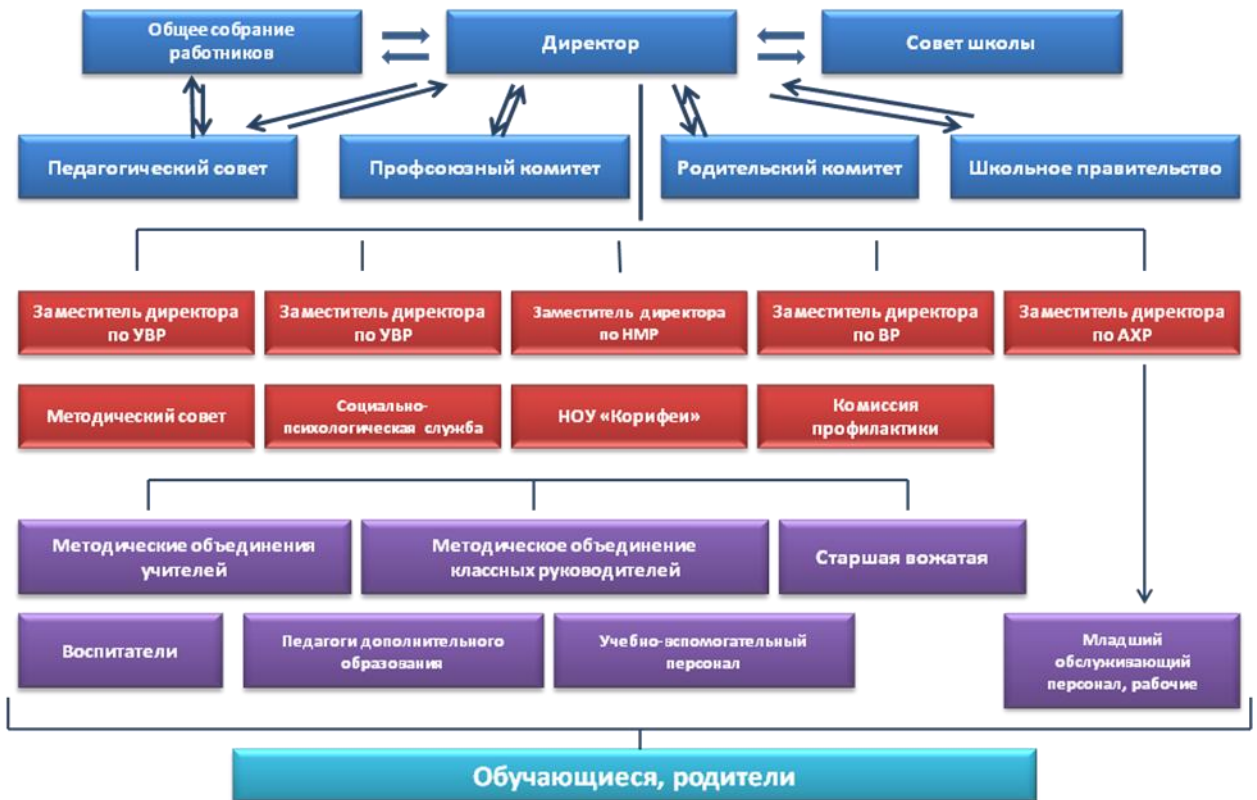 Общее собрание
работников
Директор
Совет школы
Педагогический совет
Профсоюзный комитет
Родительский комитет
Школьное правительство
Заместитель директора
по УВР
Заместитель директора
по УВР
Заместитель директора
по НМР
Заместитель директора
по ВР
Заместитель директора
по АХР
Методический совет
Социально-
психологическая служба
НОУ «Корифеи»
Комиссия
профилактики
Методические объединения
учителей
Методическое объединение
классных руководителей
Старшая вожатая
Воспитатели
Педагоги дополнительного
образования
Учебно-вспомогательный
персонал
Младший
обслуживающий
персонал, рабочие
Обучающиеся, родители